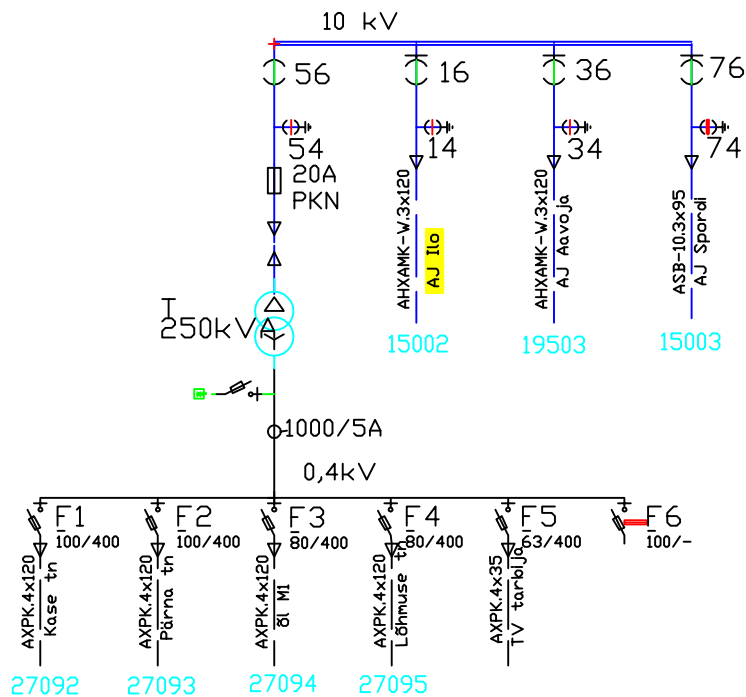 10 kV
56
16
36
76
54
14
34
74
20A
PKN
AHXAMK-W.3x120
AJ Ilo
AHXAMK-W.3x120
AJ Aavoja
ASB-10.3x95
AJ Spordi
T
250kVA
15002
19503
15003
1000/5A
0,4kV
F1
100/400
F2
100/400
F3
80/400
F4
80/400
F5
63/400
F6
100/-
AXPK.4x120
Kase tn
AXPK.4x120
Pärna tn
AXPK.4x120
õl M1
AXPK.4x120
Lõhmuse tn
AXPK.4x35
TV tarbija
27092
27093
27094
27095